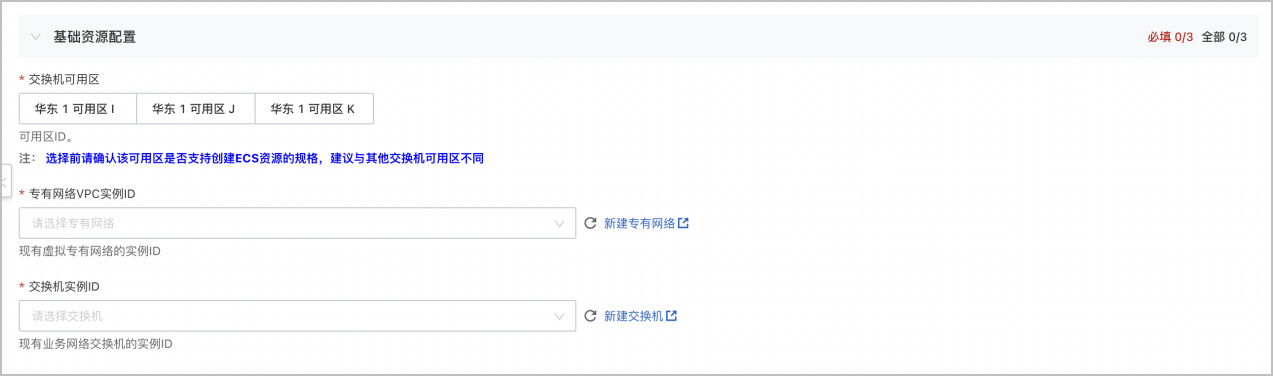 基础资源配置 必填 0/3 全部 0/3
* 交换机可用区
华东 1 可用区 I 华东 1 可用区 J 华东 1 可用区 K
可用区ID。
注： 选择前请确认该可用区是否支持创建ECS资源的规格，建议与其他交换机可用区不同
* 专有网络VPC实例ID
请选择专有网络 新建专有网络
现有虚拟专有网络的实例ID
* 交换机实例ID
请选择交换机 新建交换机
现有业务网络交换机的实例ID